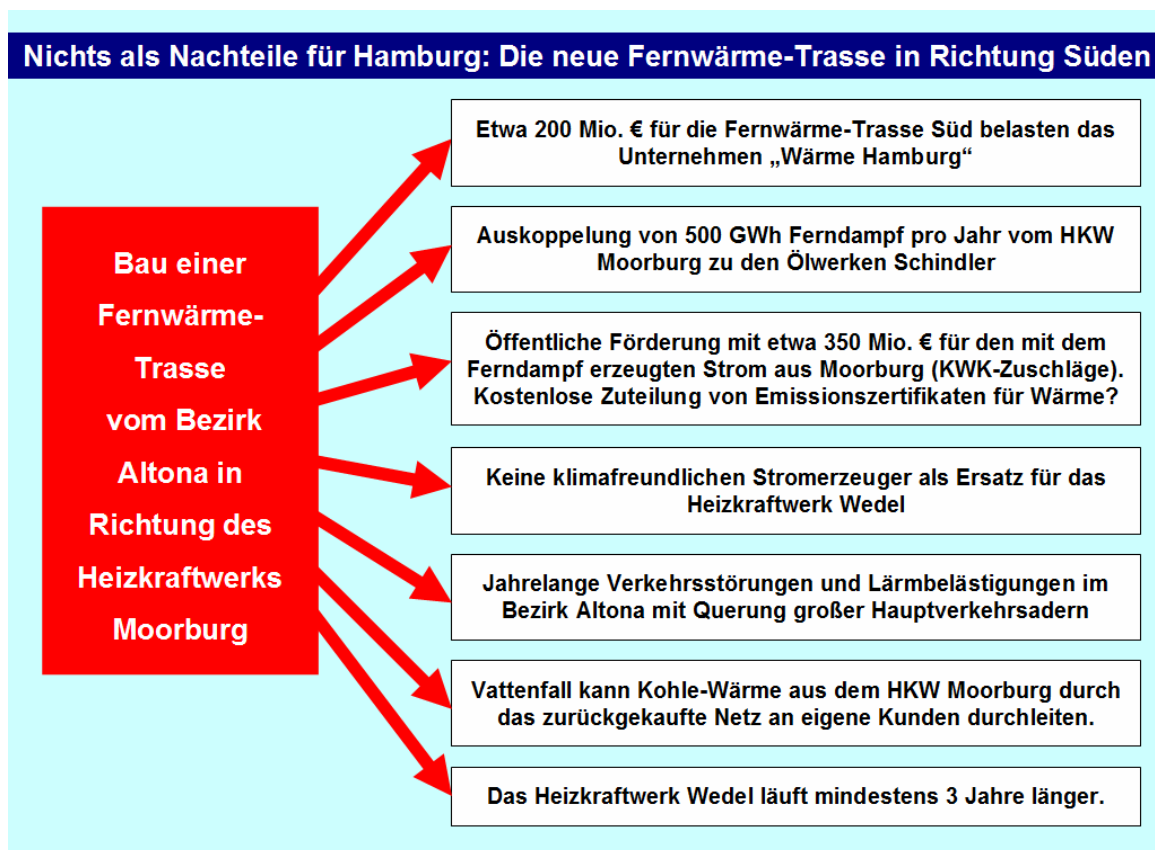 Nichts als Nachteile für Hamburg: Die neue Fernwärme-Trasse in Richtung Süden
Bau einer
Fernwärme-
Trasse
vom Bezirk
Altona in
Richtung des
Heizkraftwerks
Moorburg
Etwa 200 Mio. € für die Fernwärme-Trasse Süd belasten das
Unternehmen „Wärme Hamburg“
Auskoppelung von 500 GWh Ferndampf pro Jahr vom HKW
Moorburg zu den Ölwerken Schindler
Öffentliche Förderung mit etwa 350 Mio. € für den mit dem
Ferndampf erzeugten Strom aus Moorburg (KWK-Zuschläge).
Kostenlose Zuteilung von Emissionszertifikaten für Wärme?
Keine klimafreundlichen Stromerzeuger als Ersatz für das
Heizkraftwerk Wedel
Jahrelange Verkehrsstörungen und Lärmbelästigungen im
Bezirk Altona mit Querung großer Hauptverkehrsadern
Vattenfall kann Kohle-Wärme aus dem HKW Moorburg durch
das zurückgekaufte Netz an eigene Kunden durchleiten.
Das Heizkraftwerk Wedel läuft mindestens 3 Jahre länger.